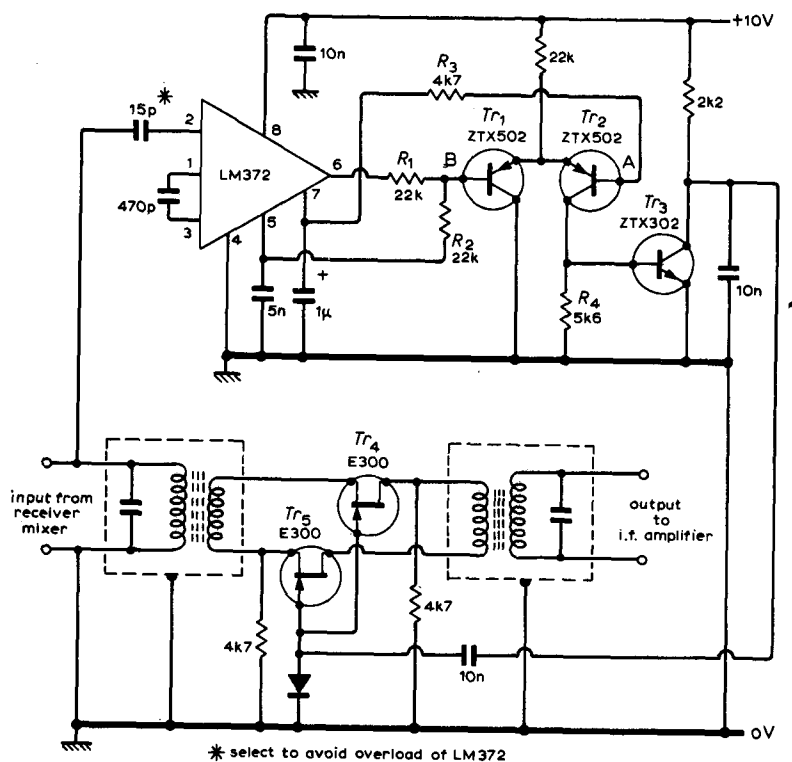 +10V
10n
22k
R3
4k7
2k2
15p *
2
8
Tr1
ZTX502
Tr2
ZTX502
1
LM372
6
R1
22k
B
A
7
470p
3
4
5
R2
22k
Tr3
ZTX302
+
5n
1μ
R4
5k6
10n
Tr4
E300
input from
receiver
mixer
Tr5
E300
output
to
i.f. amplifier
4k7
4k7
10n
0V
* select to avoid overload of LM372